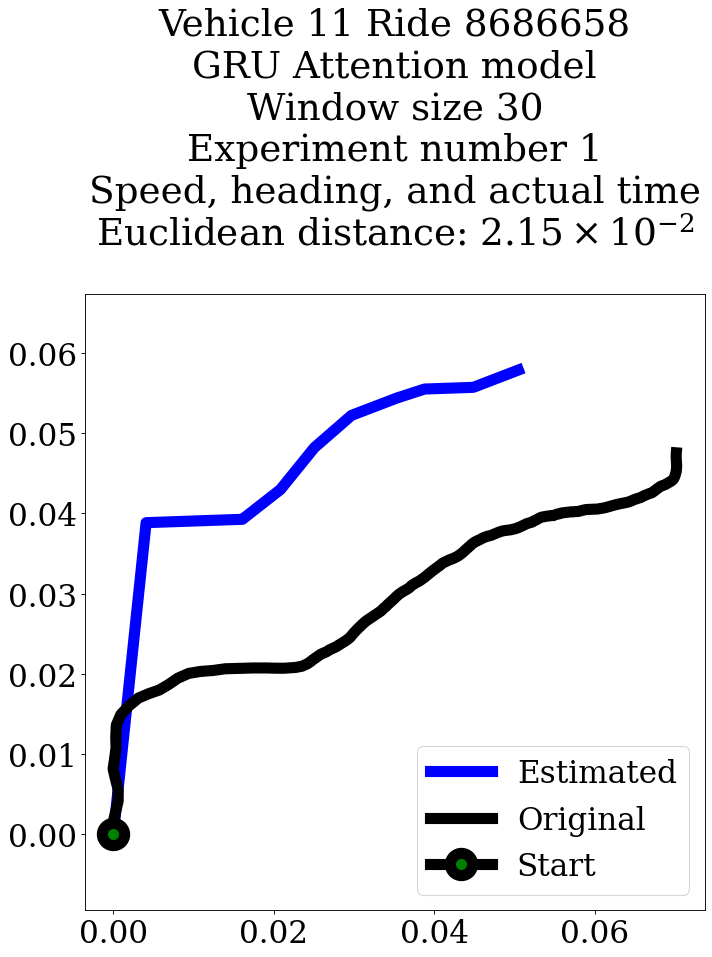 Vehicle 11 Ride 8686658
GRU Attention model
Window size 30
Experiment number 1
Speed, heading, and actual time
Euclidean distance: 2.15 × 10⁻²
0.06
0.05
0.04
0.03
0.02
0.01
0.00
Estimated
Original
Start
0.00 0.02 0.04 0.06